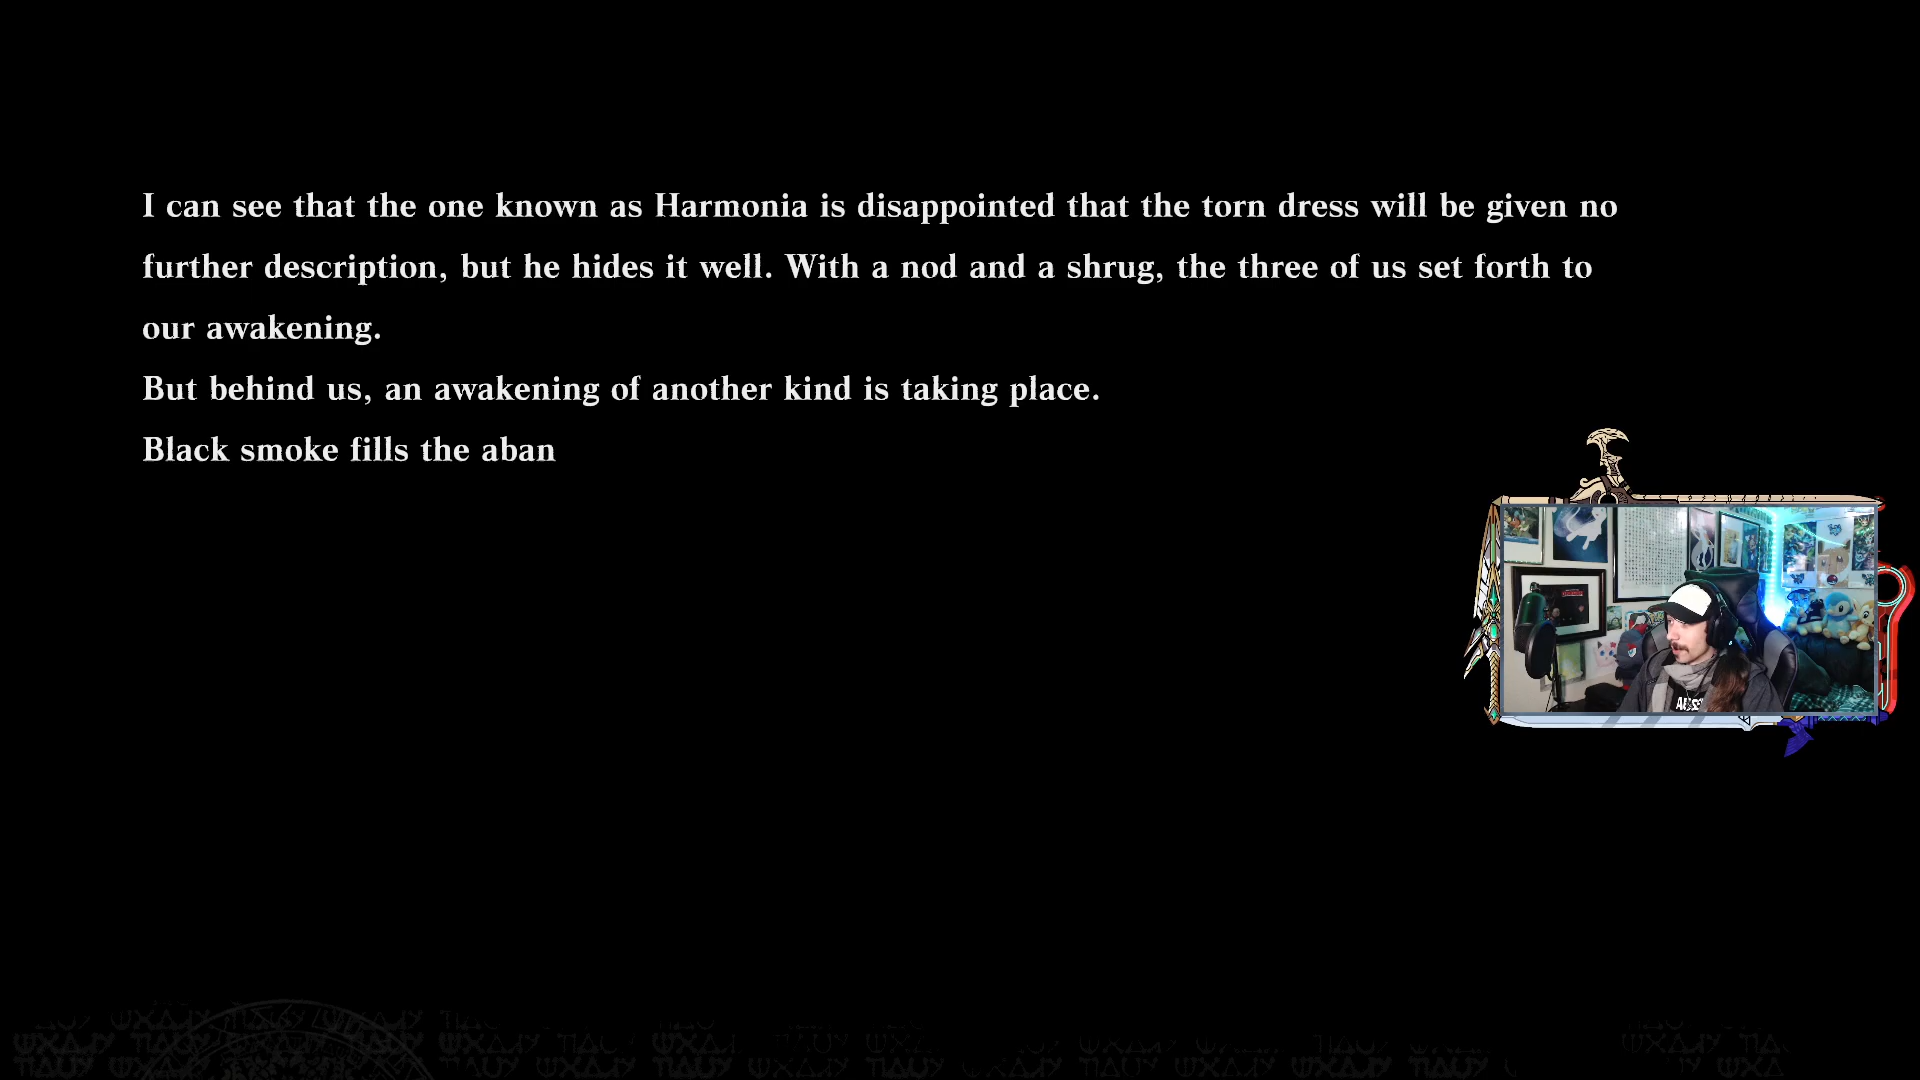 I can see that the one known as Harmonia is disappointed that the torn dress will be given no
further description, but he hides it well. With a nod and a shrug, the three of us set forth to
our awakening.
But behind us, an awakening of another kind is taking place.
Black smoke fills the aban